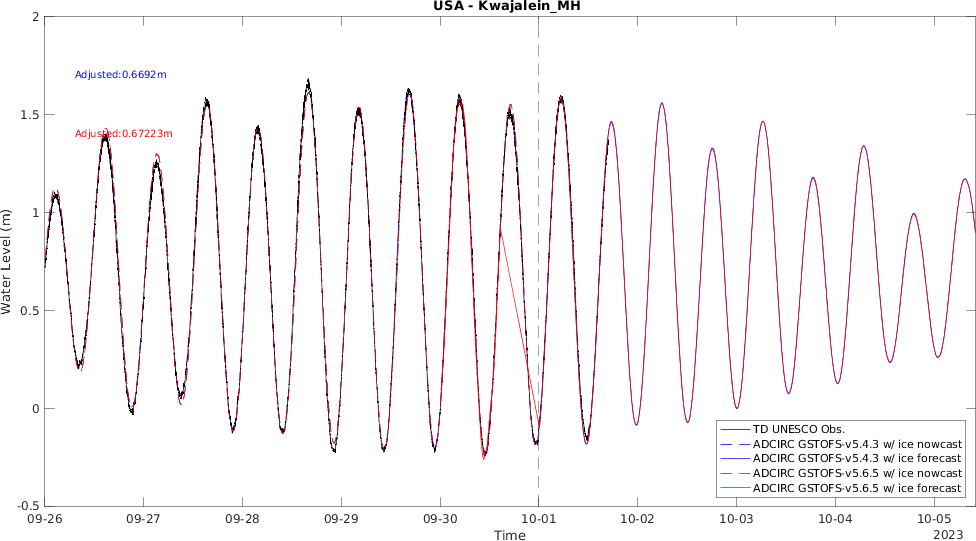 USA - Kwajalein_MH
2
Adjusted:0.6692m
1.5
Adjusted:0.67223m
1
Water Level (m)
0.5
0
TD UNESCO Obs.
ADCIRC GSTOFS-v5.4.3 w/ ice nowcast
ADCIRC GSTOFS-v5.4.3 w/ ice forecast
ADCIRC GSTOFS-v5.6.5 w/ ice nowcast
ADCIRC GSTOFS-v5.6.5 w/ ice forecast
-0.5
09-26 09-27 09-28 09-29 09-30 10-01 10-02 10-03 10-04 10-05
Time
2023